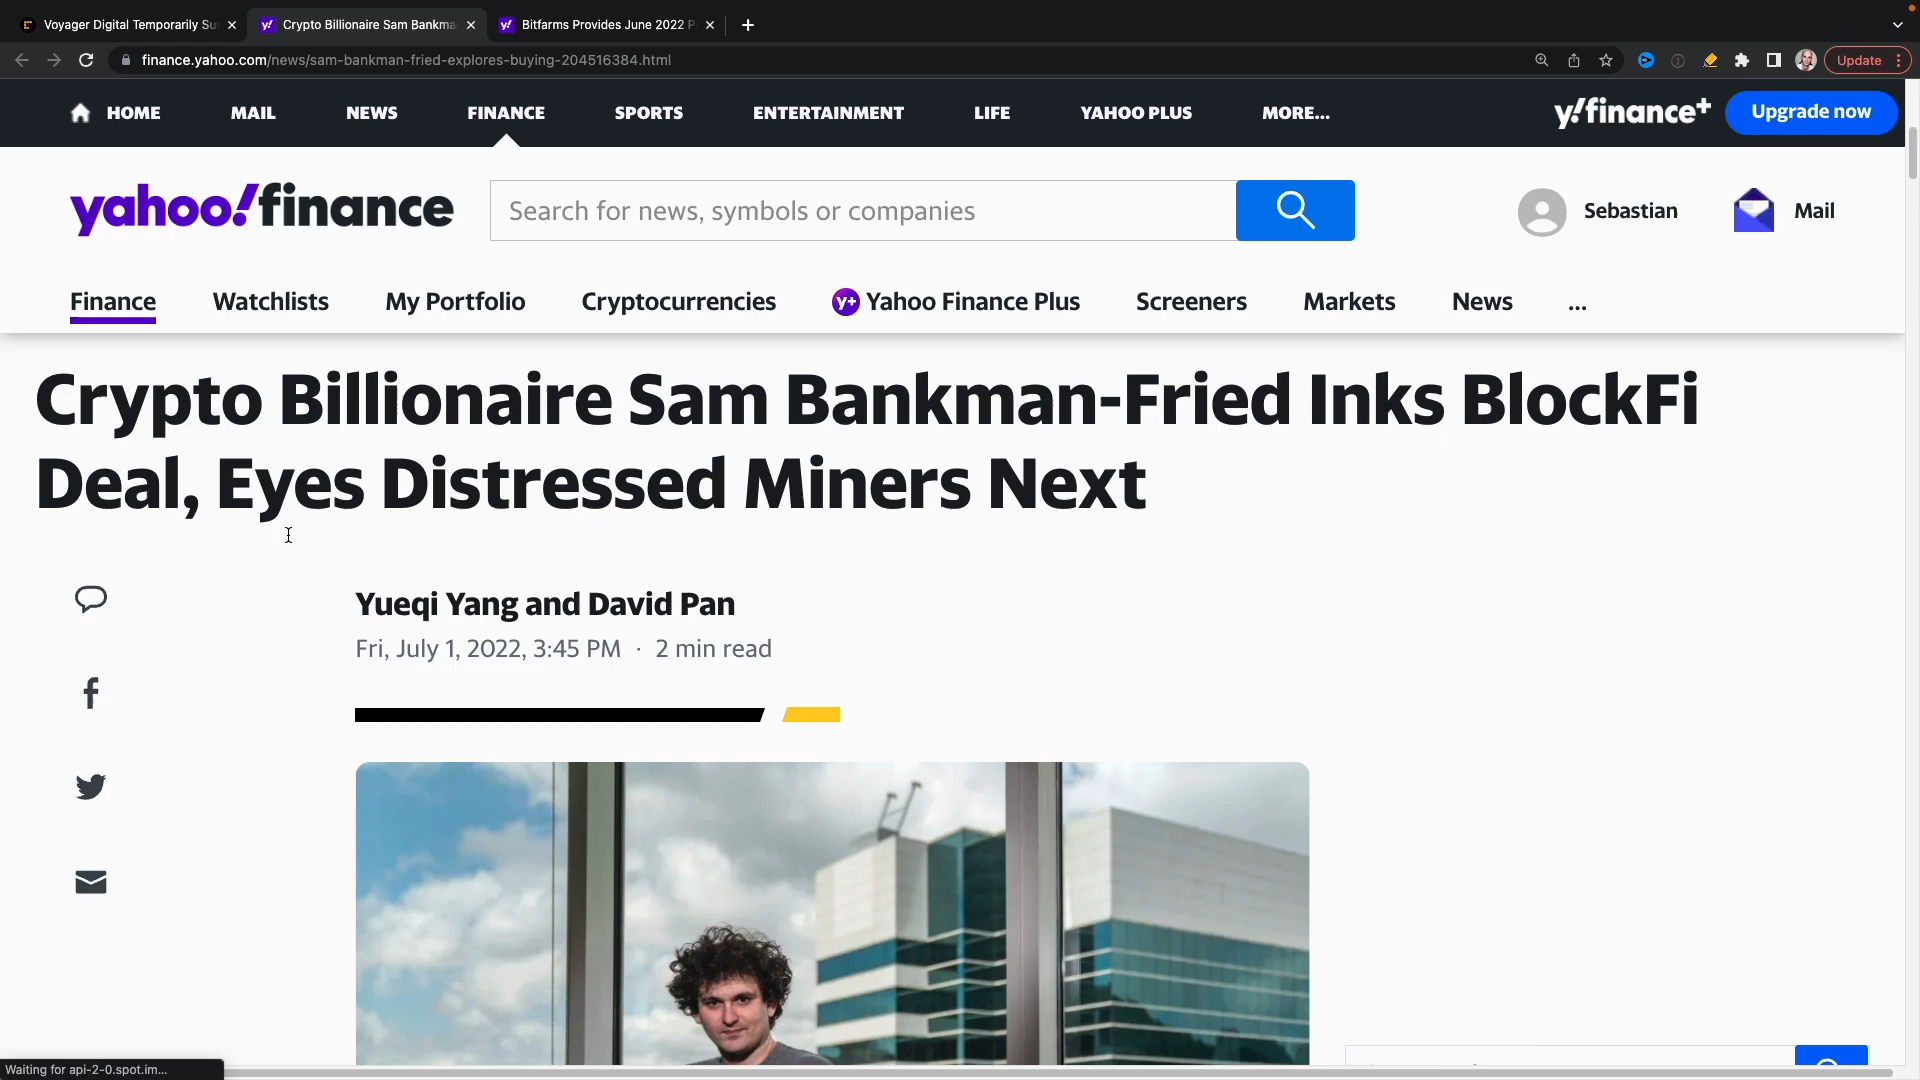 Voyager Digital Temporarily Su
Crypto Billionaire Sam Bankma
Bitfarms Provides June 2022 P
finance.yahoo.com/news/sam-bankman-fried-explores-buying-204516384.html
Update
HOME
MAIL
NEWS
FINANCE
SPORTS
ENTERTAINMENT
LIFE
YAHOO PLUS
MORE...
y!finance+
Upgrade now
yahoo!finance
Search for news, symbols or companies
Sebastian
Mail
Finance
Watchlists
My Portfolio
Cryptocurrencies
y+ Yahoo Finance Plus
Screeners
Markets
News
...
Crypto Billionaire Sam Bankman-Fried Inks BlockFi
Deal, Eyes Distressed Miners Next
Yueqi Yang and David Pan
Fri, July 1, 2022, 3:45 PM · 2 min read
Waiting for api-2-0.spot.im...